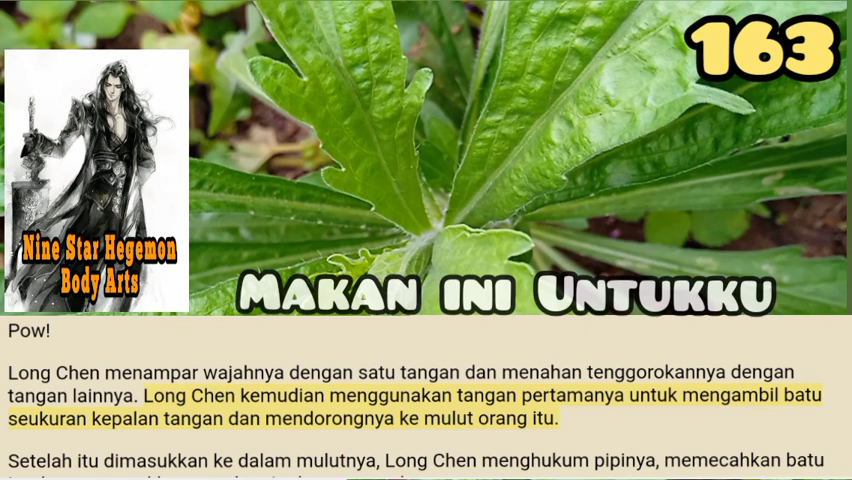 163
Nine Star Hegemon
Body Arts
Makan ini Untukku
Pow!
Long Chen menampar wajahnya dengan satu tangan dan menahan tenggorokannya dengan
tangan lainnya. Long Chen kemudian menggunakan tangan pertamanya untuk mengambil batu
seukuran kepalan tangan dan mendorongnya ke mulut orang itu.
Setelah itu dimasukkan ke dalam mulutnya, Long Chen menghukum pipinya, memecahkan batu